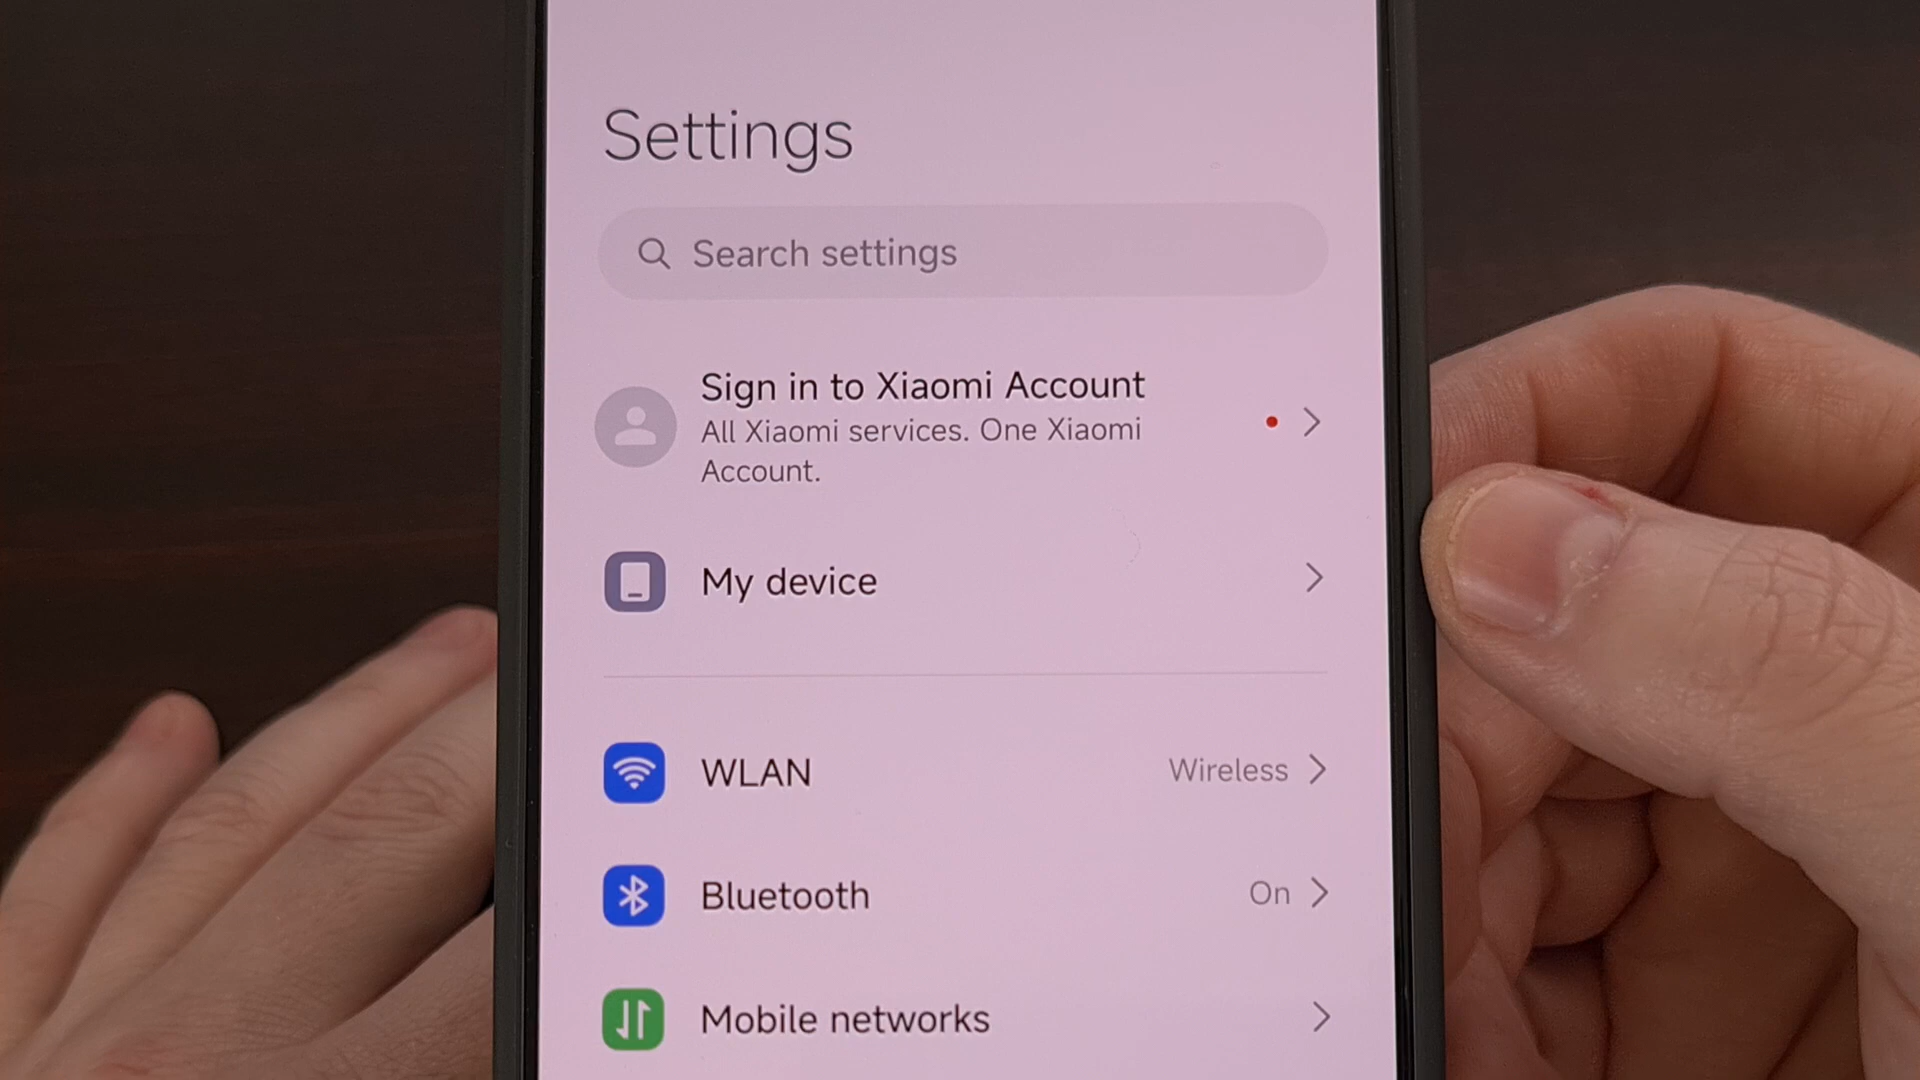 Settings
Search settings
Sign in to Xiaomi Account
All Xiaomi services. One Xiaomi
Account.
My device
WLAN Wireless
Bluetooth On
Mobile networks